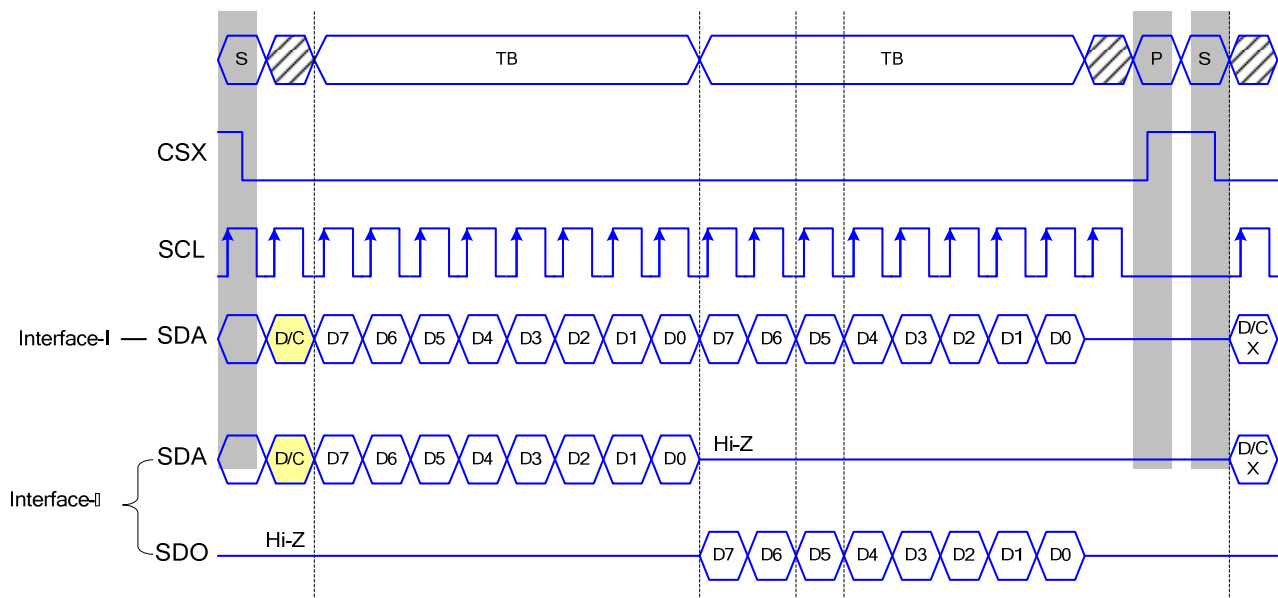 S TB TB P S
CSX
SCL
Interface-I SDA D/C D7 D6 D5 D4 D3 D2 D1 D0 D7 D6 D5 D4 D3 D2 D1 D0 D/C
X
SDA D/C D7 D6 D5 D4 D3 D2 D1 D0 Hi-Z D/C
X
Interface-▯
SDO Hi-Z D7 D6 D5 D4 D3 D2 D1 D0